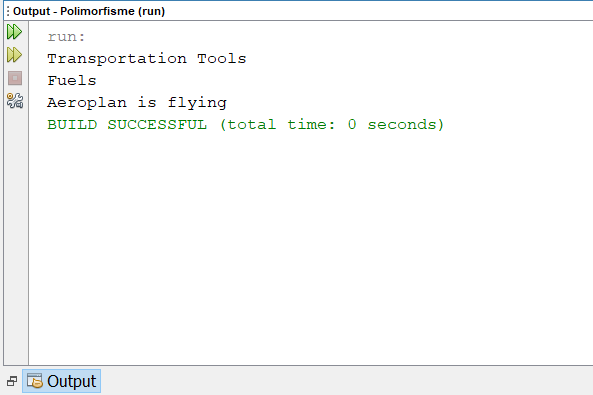 Output - Polimorfisme (run)
run:
Transportation Tools
Fuels
Aeroplan is flying
BUILD SUCCESSFUL (total time: 0 seconds)
Output